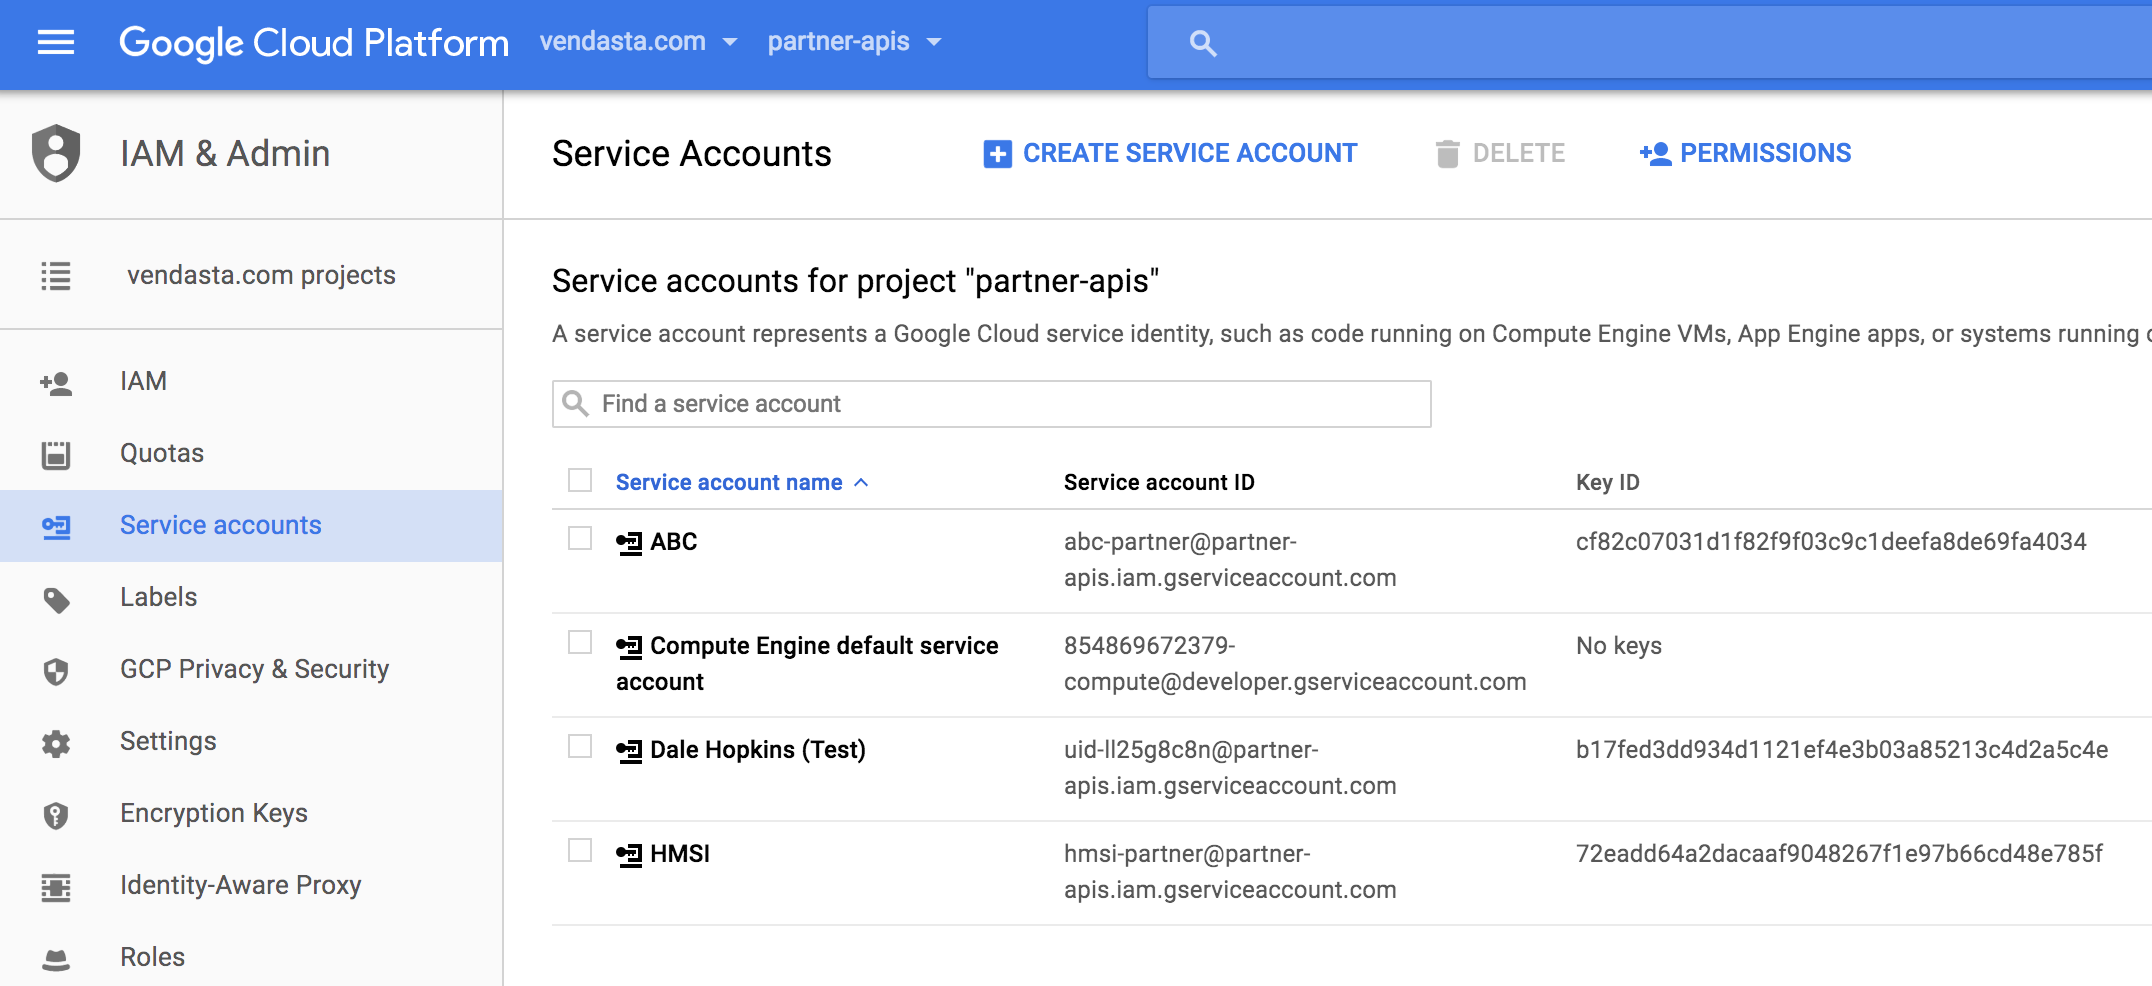 Google Cloud Platform vendasta.com partner-apis
IAM & Admin
Service Accounts CREATE SERVICE ACCOUNT DELETE PERMISSIONS
vendasta.com projects
IAM
Quotas
Service accounts
Labels
GCP Privacy & Security
Settings
Encryption Keys
Identity-Aware Proxy
Roles
Service accounts for project "partner-apis"
A service account represents a Google Cloud service identity, such as code running on Compute Engine VMs, App Engine apps, or systems running
Find a service account
Service account name Service account ID Key ID
ABC abc-partner@partner- cf82c07031d1f82f9f03c9c1deefa8de69fa4034
apis.iam.gserviceaccount.com
Compute Engine default service 854869672379- No keys
account compute@developer.gserviceaccount.com
Dale Hopkins (Test) uid-ll25g8c8n@partner- b17fed3dd934d1121ef4e3b03a85213c4d2a5c4e
apis.iam.gserviceaccount.com
HMSI hmsi-partner@partner- 72eadd64a2dacaaf9048267f1e97b66cd48e785f
apis.iam.gserviceaccount.com